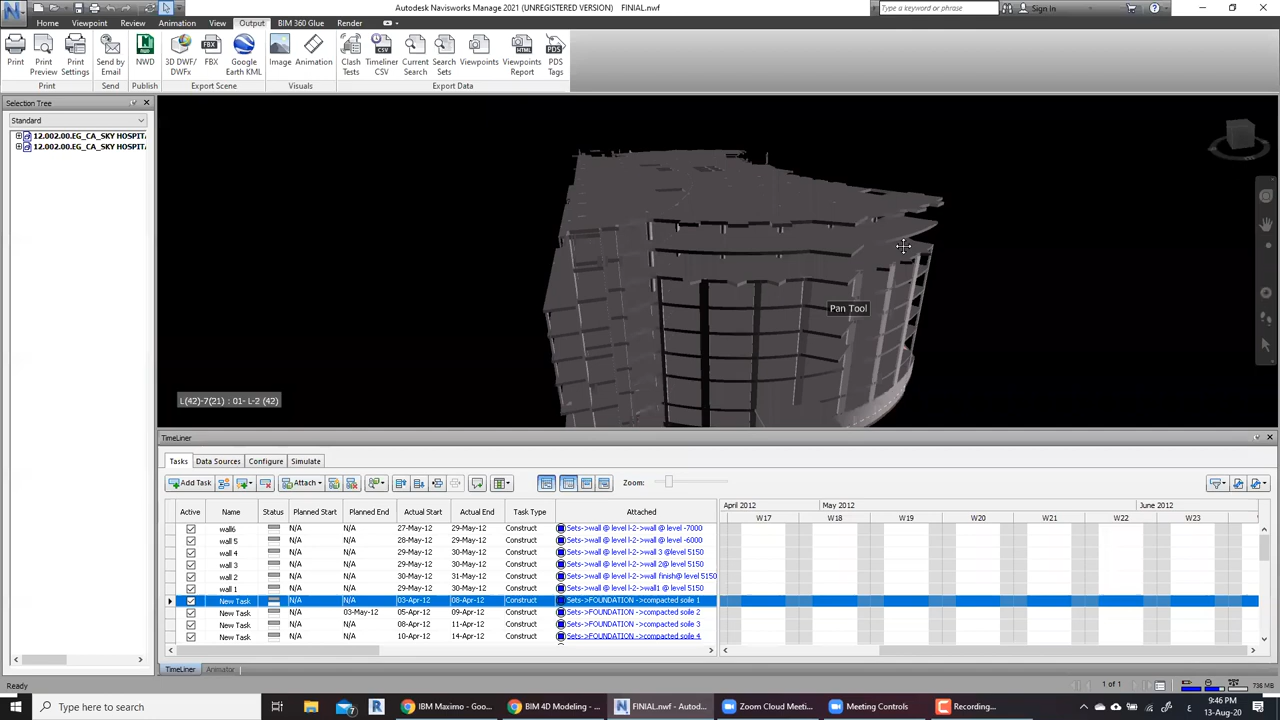 Autodesk Navisworks Manage 2021 (UNREGISTERED VERSION) FINIAL.nwf
Type a keyword or phrase
Sign In
Home Viewpoint Review Animation View Output BIM 360 Glue Render
Print
Print Preview
Print Settings
Send by Email
NWD
3D DWF/ DWFx
FBX
Google Earth KML
Image
Animation
Clash Tests
Timeliner CSV
Current Search
Search Sets
Viewpoints
Viewpoints Report
PDS Tags
Print Send Publish Export Scene Visuals Export Data
Selection Tree
Standard
12.002.00.EG_CA_SKY HOSPIT
12.002.00.EG_CA_SKY HOSPIT
Pan Tool
L(42)-7(21) : 01- L-2 (42)
TimeLiner
Tasks Data Sources Configure Simulate
Add Task Attach Zoom:
Active Name Status Planned Start Planned End Actual Start Actual End Task Type Attached
April 2012 May 2012 June 2012
W17 W18 W19 W20 W21 W22 W23
wall6 N/A N/A 27-May-12 29-May-12 Construct Sets->wall @ level l-2->wall @ level -7000
wall 5 N/A N/A 28-May-12 29-May-12 Construct Sets->wall @ level l-2->wall @ level -6000
wall 4 N/A N/A 29-May-12 30-May-12 Construct Sets->wall @ level l-2->wall 3 @level 5150
wall 3 N/A N/A 29-May-12 30-May-12 Construct Sets->wall @ level l-2->wall 2@ level 5150
wall 2 N/A N/A 30-May-12 31-May-12 Construct Sets->wall @ level l-2->wall finish@ level 5150
wall 1 N/A N/A 29-May-12 30-May-12 Construct Sets->wall @ level l-2->wall1 @ level 5150
New Task N/A N/A 03-Apr-12 08-Apr-12 Construct Sets->FOUNDATION ->compacted soile 1
New Task N/A 03-May-12 05-Apr-12 09-Apr-12 Construct Sets->FOUNDATION ->compacted soile 2
New Task N/A N/A 08-Apr-12 11-Apr-12 Construct Sets->FOUNDATION ->compacted soile 3
New Task N/A N/A 10-Apr-12 14-Apr-12 Construct Sets->FOUNDATION ->compacted soile 4
TimeLiner Animator
Ready
1 of 1
736 MB
Type here to search
IBM Maximo - Goo...
BIM 4D Modeling - ...
FINIAL.nwf - Autod...
Zoom Cloud Meeti...
Meeting Controls
Recording...
9:46 PM
13-Aug-20